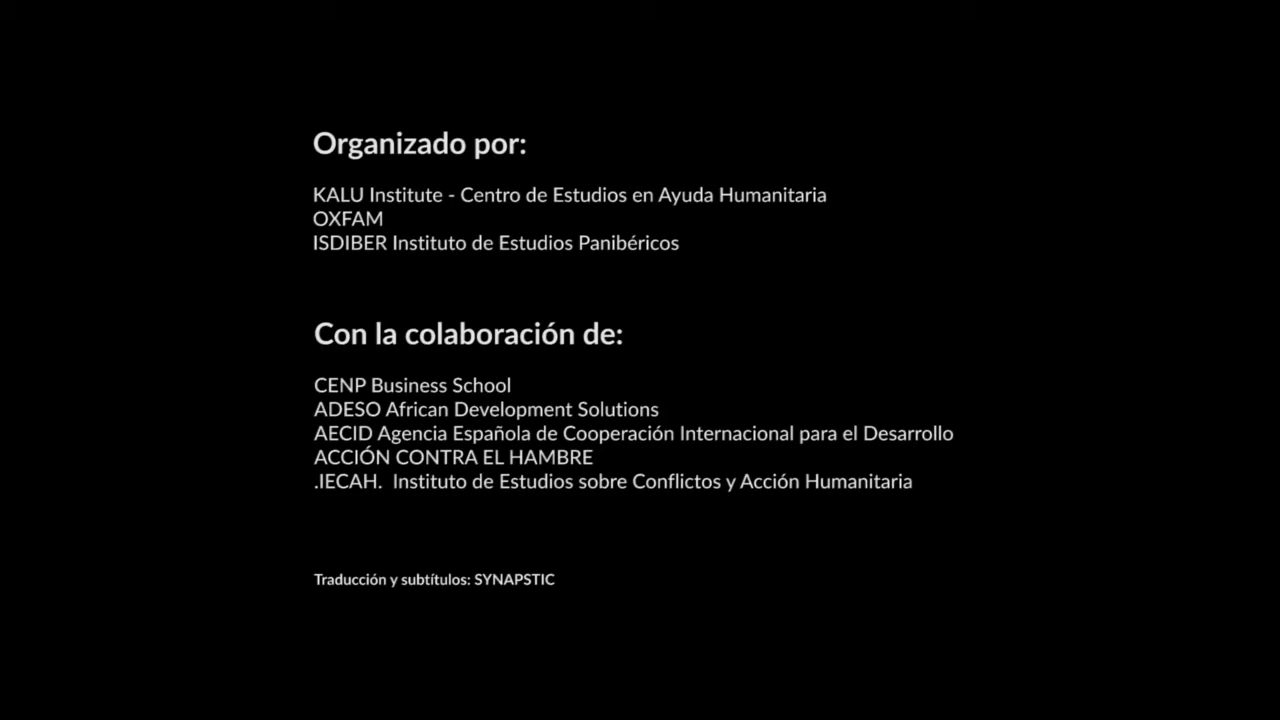 Organizado por:
KALU Institute - Centro de Estudios en Ayuda Humanitaria
OXFAM
ISDIBER Instituto de Estudios Panibéricos
Con la colaboración de:
CENP Business School
ADESO African Development Solutions
AECID Agencia Española de Cooperación Internacional para el Desarrollo
ACCIÓN CONTRA EL HAMBRE
.IECAH.  Instituto de Estudios sobre Conflictos y Acción Humanitaria
Traducción y subtítulos: SYNAPSTIC